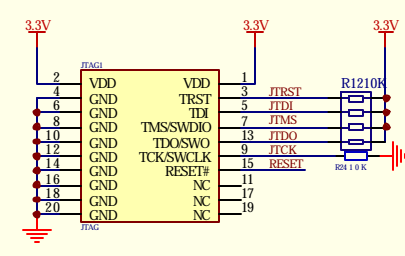 3.3V 3.3V 3.3V
JTAG1
2 VDD VDD 1
4 GND TRST 3 JTRST R1210K
6 GND TDI 5 JTDI
8 GND TMS/SWDIO 7 JTMS
10 GND TDO/SWO 13 JTDO
12 GND TCK/SWCLK 9 JTCK
14 GND RESET# 15 RESET R24 1 0 K
16 GND NC 11
18 GND NC 17
20 GND NC 19
JTAG